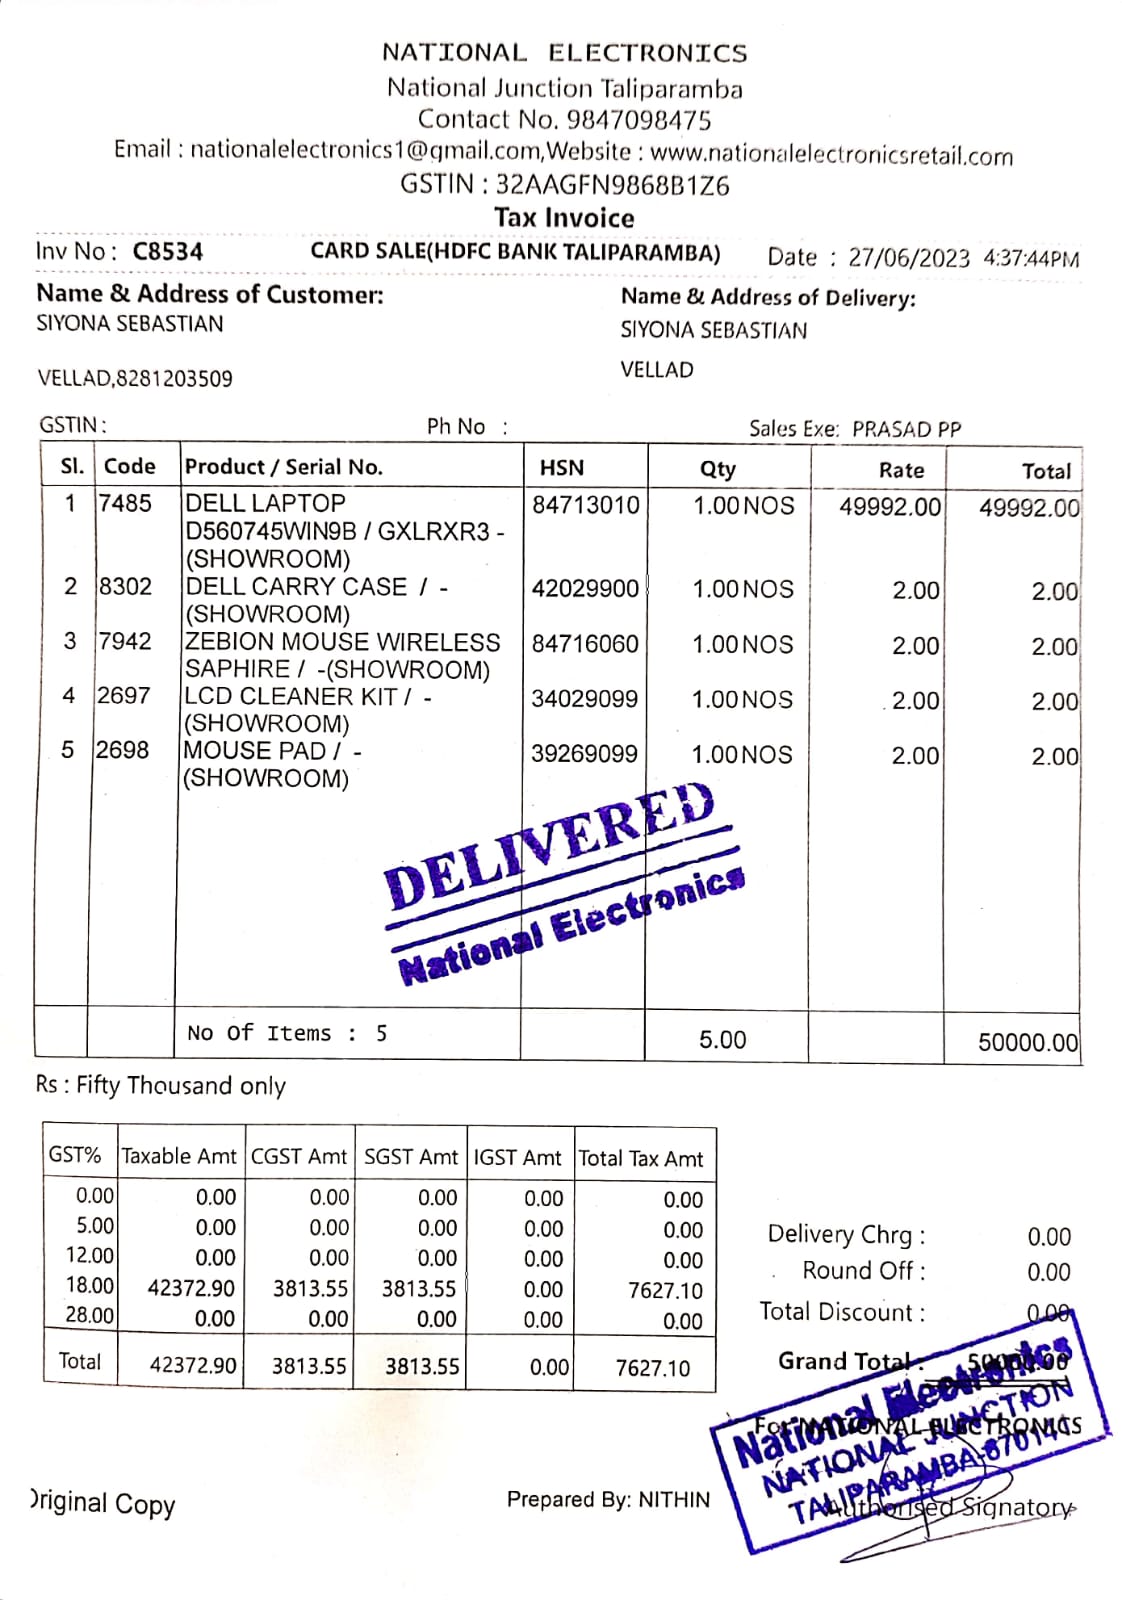 NATIONAL ELECTRONICS
National Junction Taliparamba
Contact No. 9847098475
Email : nationalelectronics1@gmail.com,Website : www.nationalelectronicsretail.com
GSTIN : 32AAGFN9868B1Z6
Tax Invoice
Inv No : C8534 CARD SALE(HDFC BANK TALIPARAMBA) Date : 27/06/2023 4:37:44PM
Name & Address of Customer: Name & Address of Delivery:
SIYONA SEBASTIAN SIYONA SEBASTIAN
VELLAD,8281203509 VELLAD
GSTIN : Ph No : Sales Exe: PRASAD PP
Sl. Code Product / Serial No. HSN Qty Rate Total
1 7485 DELL LAPTOP 84713010 1.00 NOS 49992.00 49992.00
D560745WIN9B / GXLRXR3 -
(SHOWROOM)
2 8302 DELL CARRY CASE / - 42029900 1.00 NOS 2.00 2.00
(SHOWROOM)
3 7942 ZEBION MOUSE WIRELESS 84716060 1.00 NOS 2.00 2.00
SAPHIRE / -(SHOWROOM)
4 2697 LCD CLEANER KIT / - 34029099 1.00 NOS 2.00 2.00
(SHOWROOM)
5 2698 MOUSE PAD / - 39269099 1.00 NOS 2.00 2.00
(SHOWROOM)
DELIVERED
National Electronics
No Of Items : 5 5.00 50000.00
Rs : Fifty Thousand only
GST% Taxable Amt CGST Amt SGST Amt IGST Amt Total Tax Amt
0.00 0.00 0.00 0.00 0.00 0.00
5.00 0.00 0.00 0.00 0.00 0.00
12.00 0.00 0.00 0.00 0.00 0.00
18.00 42372.90 3813.55 3813.55 0.00 7627.10
28.00 0.00 0.00 0.00 0.00 0.00
Total 42372.90 3813.55 3813.55 0.00 7627.10
Delivery Chrg : 0.00
Round Off : 0.00
Total Discount : 0.00
Grand Total : 50000.00
For NATIONAL ELECTRONICS
National Electronics
NATIONAL JUNCTION
TALIPARAMBA-670141
Original Copy Prepared By: NITHIN Authorised Signatory